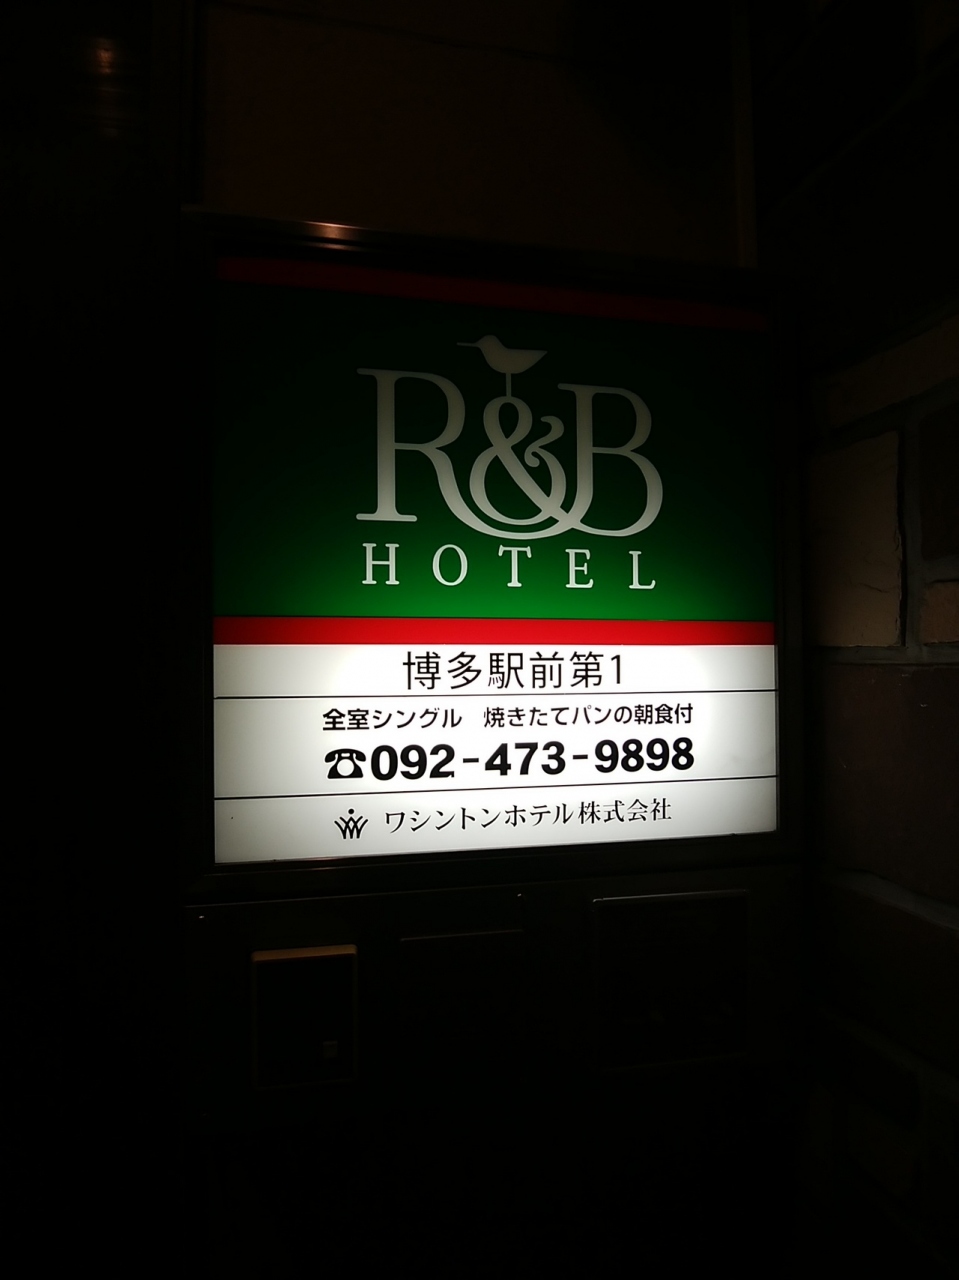 R&B
HOTEL
博多駅前第1
全室シングル 焼きたてパンの朝食付
☎092-473-9898
ワシントンホテル株式会社